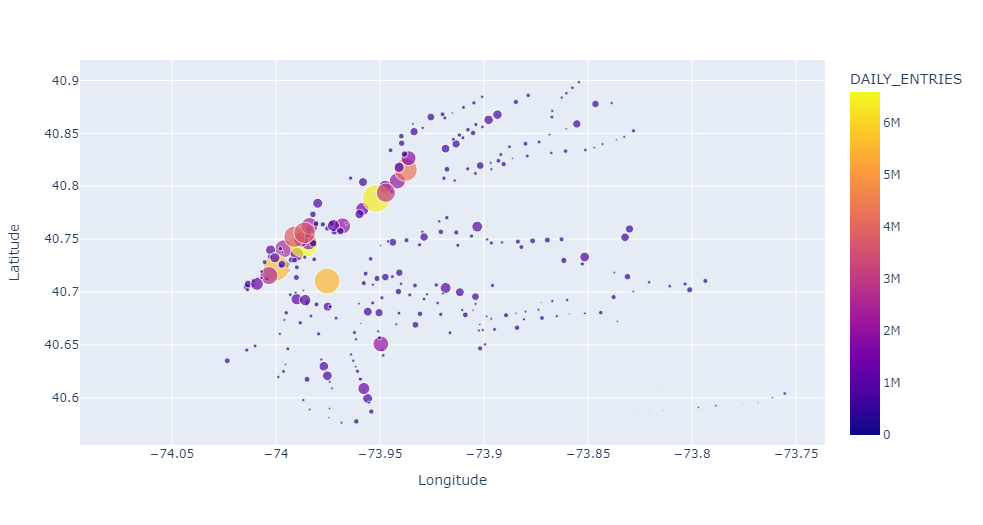 DAILY_ENTRIES
40.9
40.85
40.8
40.75
40.7
40.65
40.6
Latitude
6M
5M
4M
3M
2M
1M
0
−74.05
−74
−73.95
−73.9
−73.85
−73.8
−73.75
Longitude